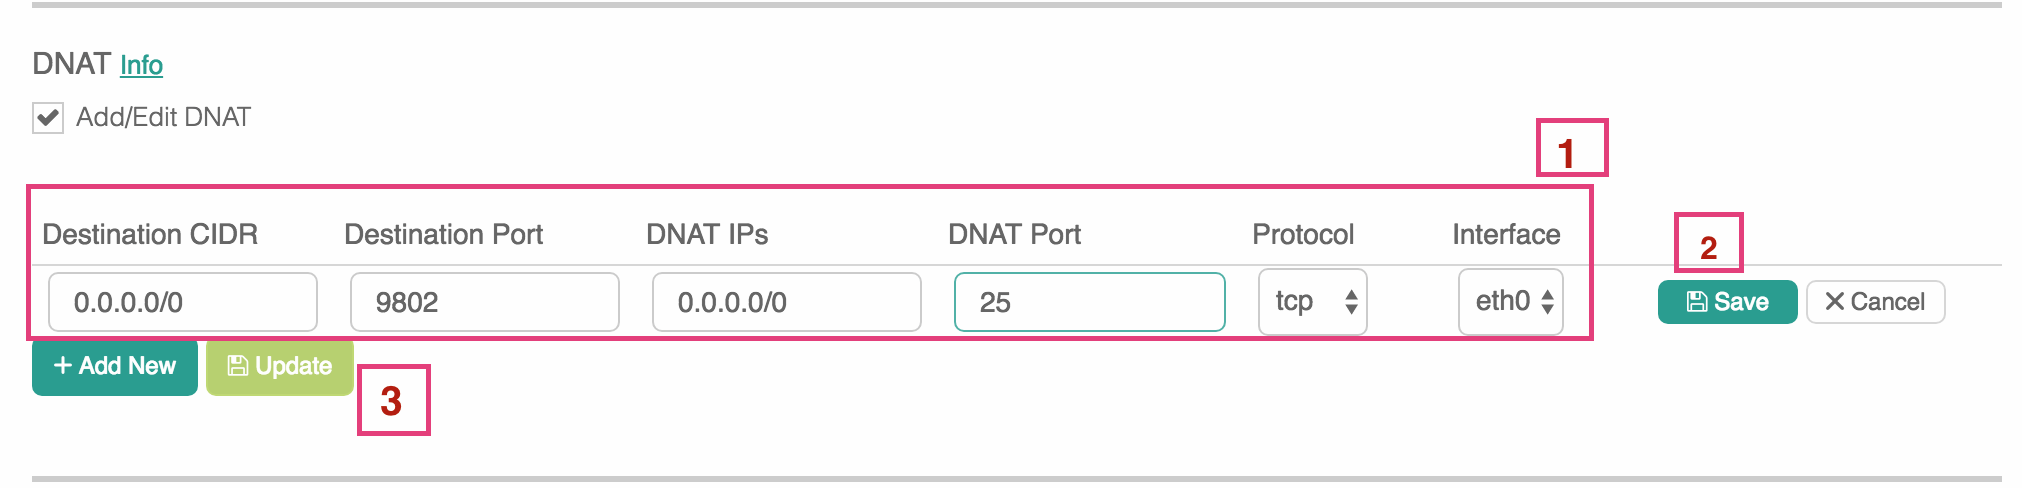 DNAT Info
Add/Edit DNAT
1
Destination CIDR Destination Port DNAT IPs DNAT Port Protocol Interface
2
0.0.0.0/0 9802 0.0.0.0/0 25 tcp eth0 Save Cancel
+ Add New Update
3